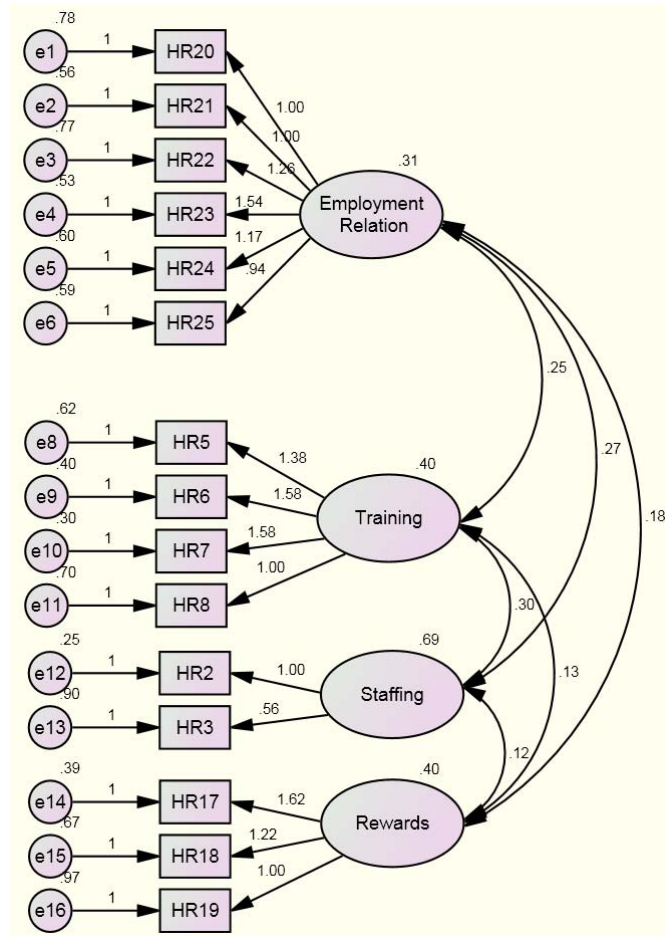 .78
e1
1
HR20
1.00
.56
e2
1
HR21
1.00
.77
e3
1
HR22
1.26
.31
Employment
Relation
.53
e4
1
HR23
1.54
.60
e5
1
HR24
1.17
.59
e6
1
HR25
.94
.25
.27
.18
.62
e8
1
HR5
1.38
.40
e9
1
HR6
1.58
.40
Training
.30
e10
1
HR7
1.58
.70
e11
1
HR8
1.00
.30
.13
.25
e12
1
HR2
1.00
.69
Staffing
.90
e13
1
HR3
.56
.12
.39
e14
1
HR17
1.62
.40
Rewards
.67
e15
1
HR18
1.22
.97
e16
1
HR19
1.00